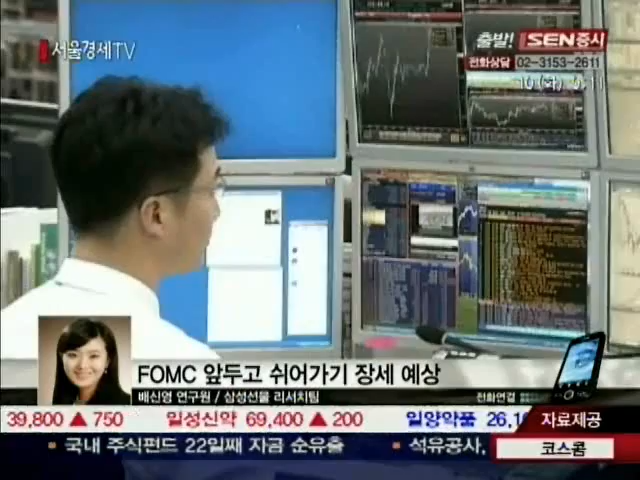 서울경제TV
출발! SEN증시
전화상담 02-3153-2611
FOMC 앞두고 쉬어가기 장세 예상
배신영 연구원 / 삼성선물 리서치팀
전화연결
39,800 ▲ 750 일성신약 69,400 ▲ 200 일양약품
자료제공
국내 주식펀드 22일째 자금 순유출 석유공사,
코스콤